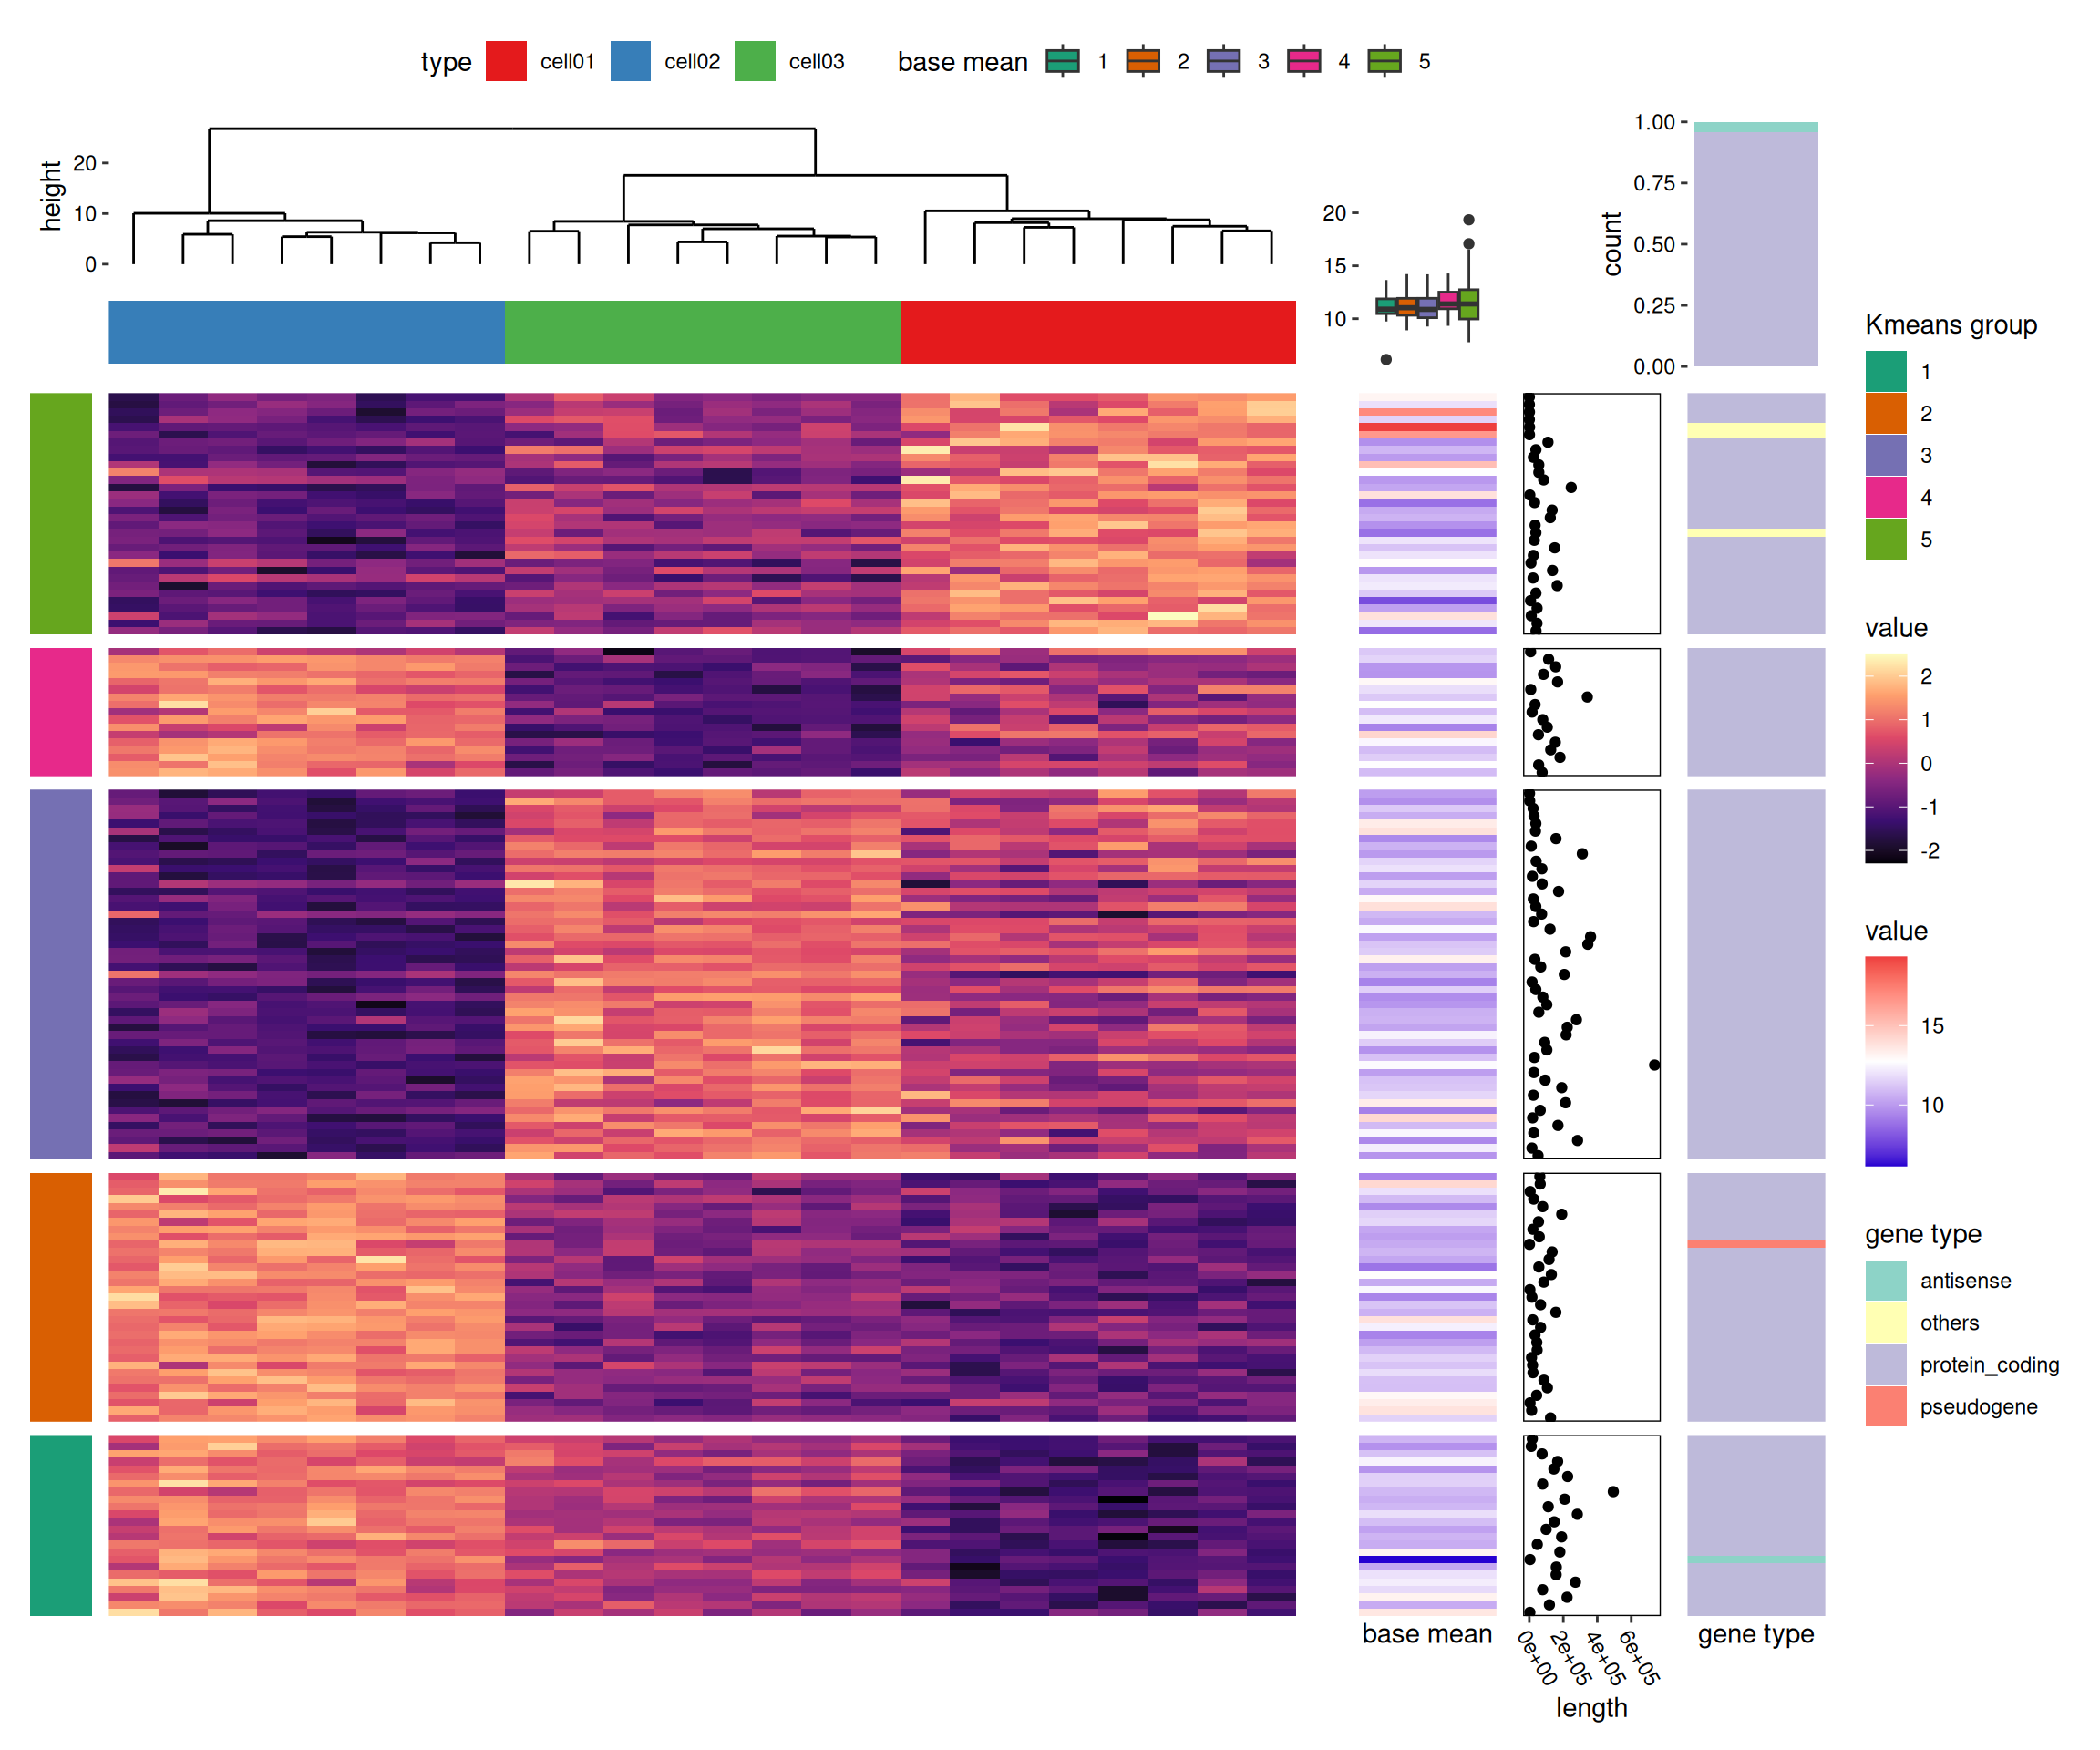 type cell01 cell02 cell03 base mean 1 2 3 4 5
height
20
10
0
20
15
10
count
1.00
0.75
0.50
0.25
0.00
Kmeans group
1
2
3
4
5
value
2
1
0
-1
-2
value
15
10
gene type
antisense
others
protein_coding
pseudogene
base mean
0e+00 2e+05 4e+05 6e+05
length
gene type